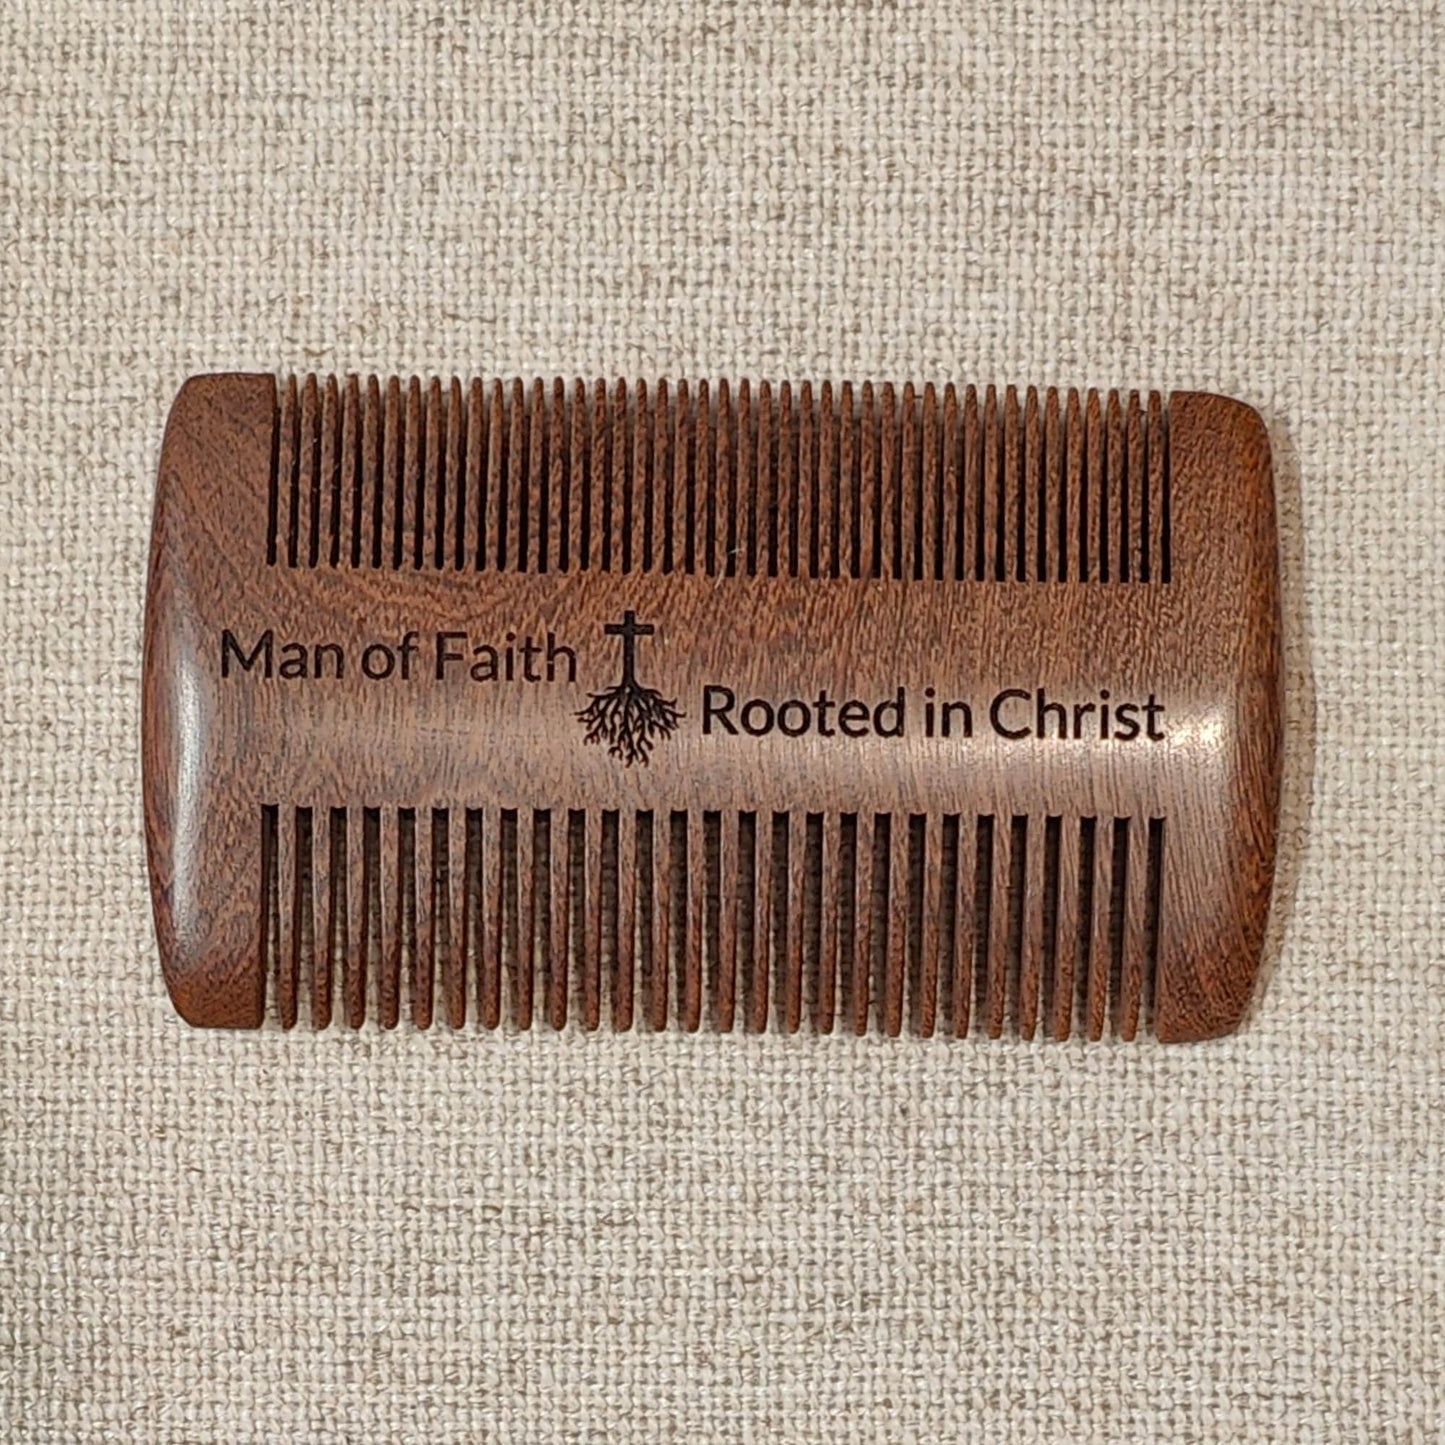 Man of Faith
Rooted in Christ